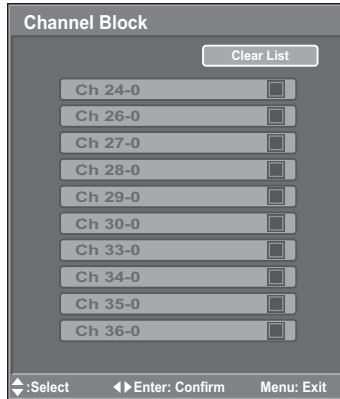 Channel Block
Clear List
Ch 24-0
Ch 26-0
Ch 27-0
Ch 28-0
Ch 29-0
Ch 30-0
Ch 33-0
Ch 34-0
Ch 35-0
Ch 36-0
:Select Enter: Confirm Menu: Exit